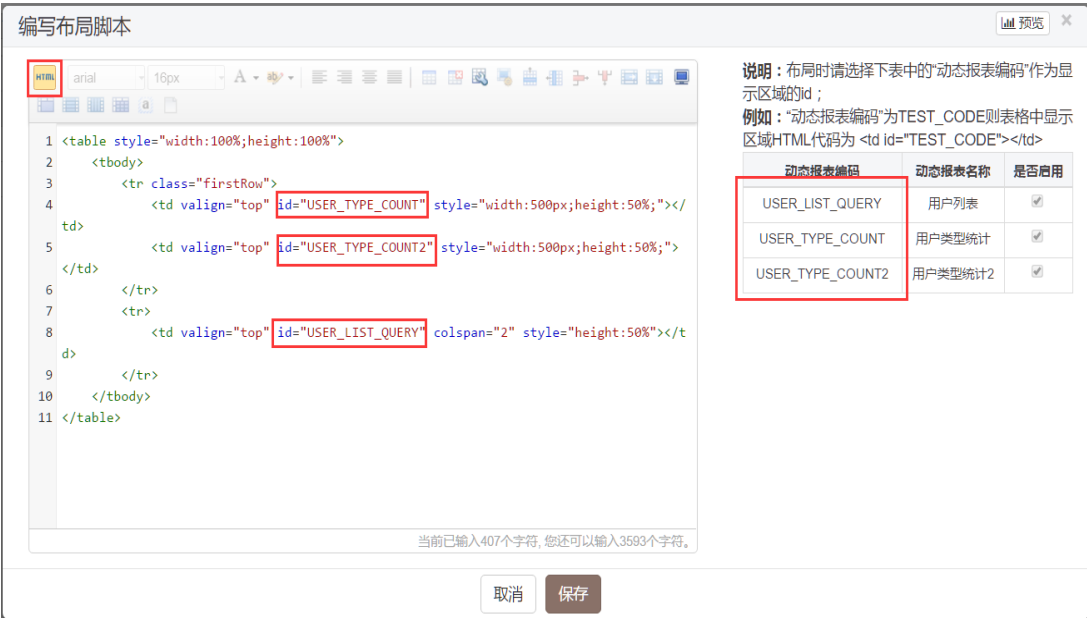 编写布局脚本
预览 ×
HTML arial 16px A ab
a
说明：布局时请选择下表中的“动态报表编码”作为显
示区域的id；
例如：“动态报表编码”为TEST_CODE则表格中显示
区域HTML代码为 <td id="TEST_CODE"></td>
动态报表编码 动态报表名称 是否启用
USER_LIST_QUERY 用户列表
USER_TYPE_COUNT 用户类型统计
USER_TYPE_COUNT2 用户类型统计2
1 <table style="width:100%;height:100%">
2 <tbody>
3 <tr class="firstRow">
4 <td valign="top" id="USER_TYPE_COUNT" style="width:500px;height:50%;"></
td>
5 <td valign="top" id="USER_TYPE_COUNT2" style="width:500px;height:50%;">
</td>
6 </tr>
7 <tr>
8 <td valign="top" id="USER_LIST_QUERY" colspan="2" style="height:50%"></t
d>
9 </tr>
10 </tbody>
11 </table>
当前已输入407个字符, 您还可以输入3593个字符。
取消 保存